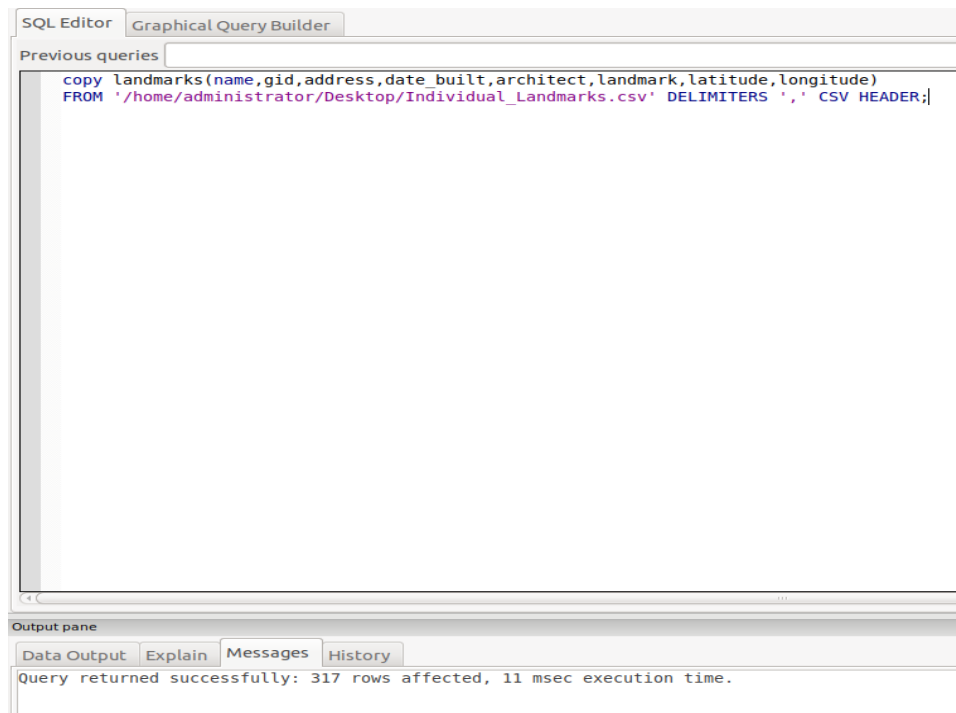 SQL Editor Graphical Query Builder
Previous queries
copy landmarks(name,gid,address,date_built,architect,landmark,latitude,longitude)
FROM '/home/administrator/Desktop/Individual_Landmarks.csv' DELIMITERS ',' CSV HEADER;
Output pane
Data Output Explain Messages History
Query returned successfully: 317 rows affected, 11 msec execution time.